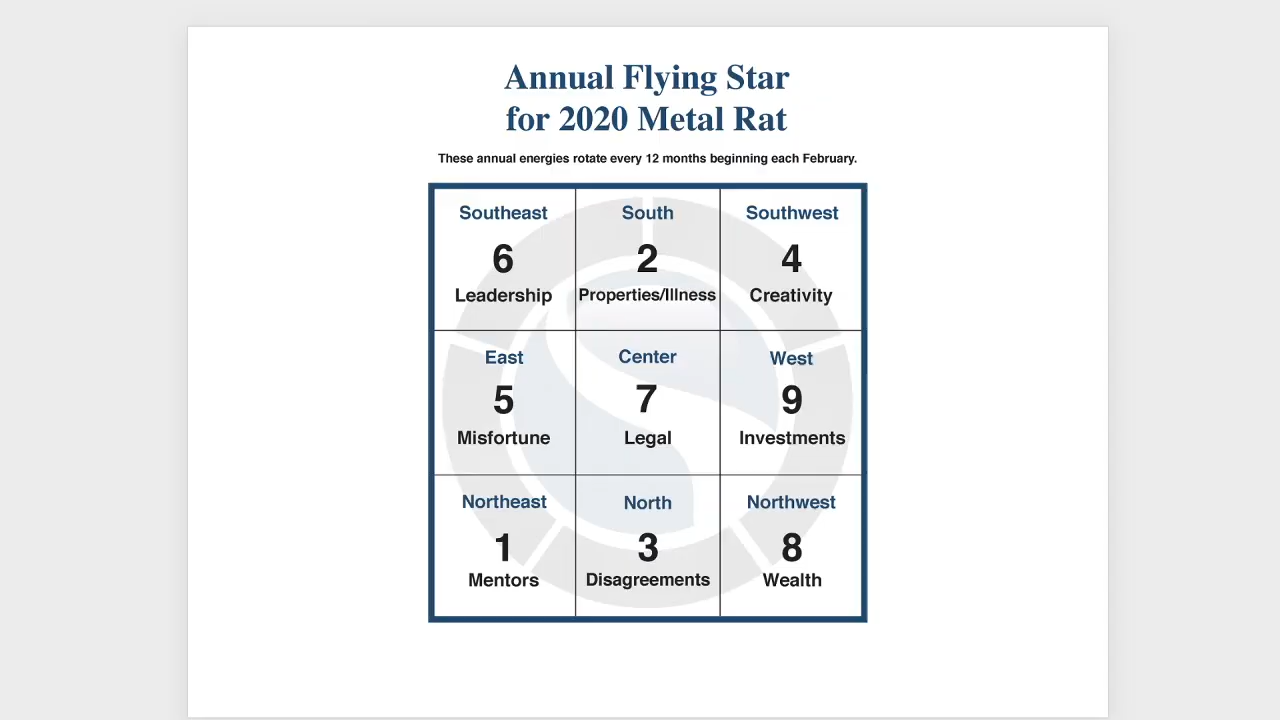 Annual Flying Star
for 2020 Metal Rat
These annual energies rotate every 12 months beginning each February.
Southeast
6
Leadership
South
2
Properties/Illness
Southwest
4
Creativity
East
5
Misfortune
Center
7
Legal
West
9
Investments
Northeast
1
Mentors
North
3
Disagreements
Northwest
8
Wealth